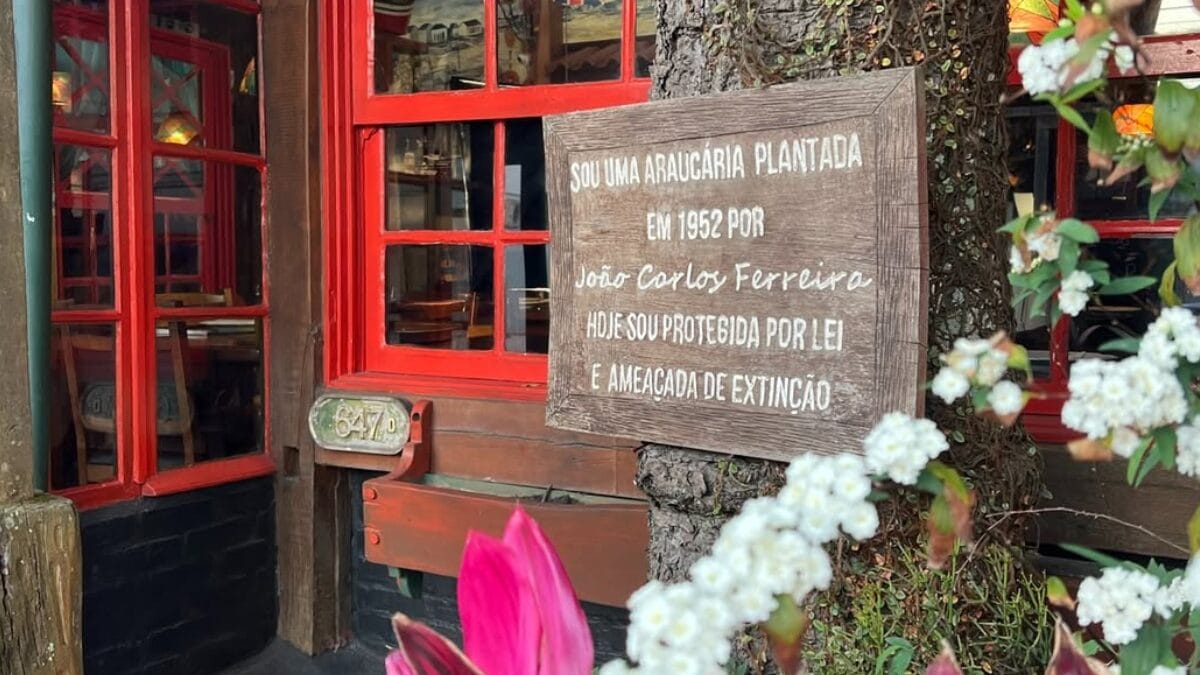 SOU UMA ARAUCÁRIA PLANTADA
EM 1952 POR
João Carlos Ferreira
HOJE SOU PROTEGIDA POR LEI
E AMEAÇADA DE EXTINÇÃO
647